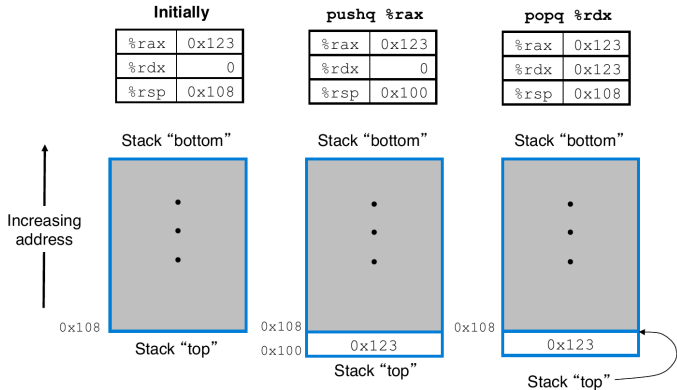 Initially
%rax 0x123
%rdx 0
%rsp 0x108
Stack “bottom”
Increasing
address
0x108
Stack “top”
pushq %rax
%rax 0x123
%rdx 0
%rsp 0x100
Stack “bottom”
0x108
0x100 0x123
Stack “top”
popq %rdx
%rax 0x123
%rdx 0x123
%rsp 0x108
Stack “bottom”
0x108
0x123
Stack “top”